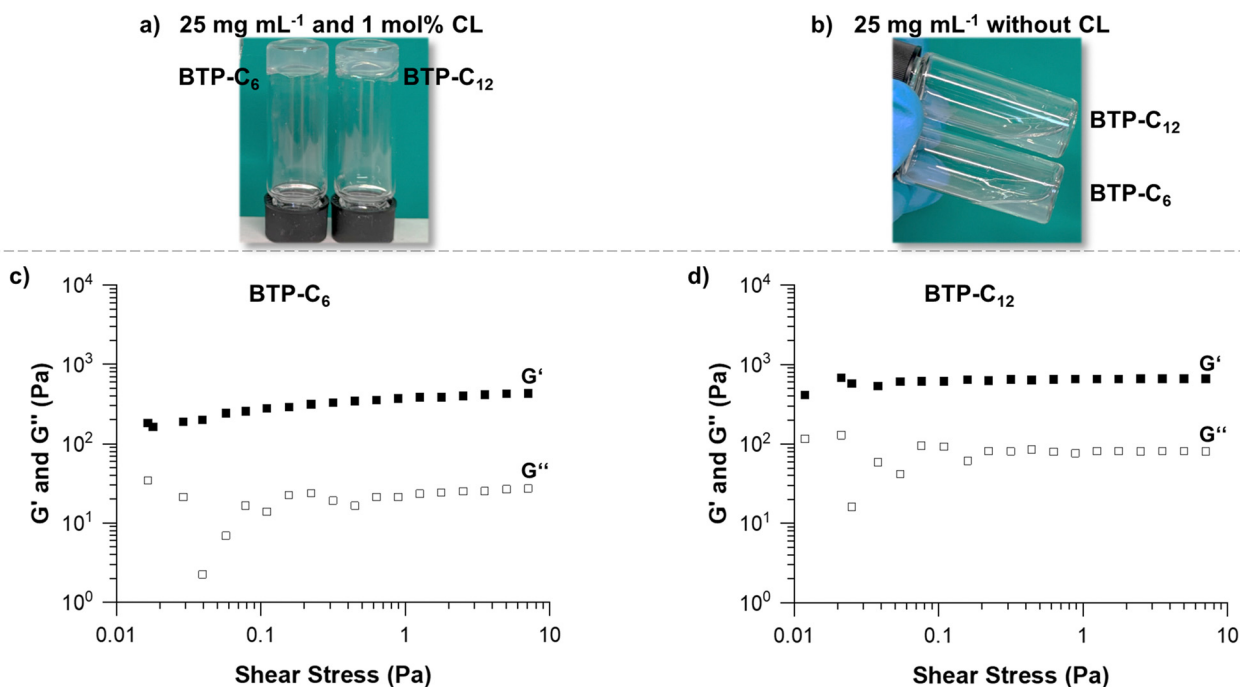 a) 25 mg mL⁻¹ and 1 mol% CL
BTP-C₆
BTP-C₁₂
b) 25 mg mL⁻¹ without CL
BTP-C₁₂
BTP-C₆
c)
BTP-C₆
10⁴
10³
10²
10¹
10⁰
G' and G'' (Pa)
G‘
G“
0.01 0.1 1 10
Shear Stress (Pa)
d)
BTP-C₁₂
10⁴
10³
10²
10¹
10⁰
G' and G'' (Pa)
G‘
G“
0.01 0.1 1 10
Shear Stress (Pa)